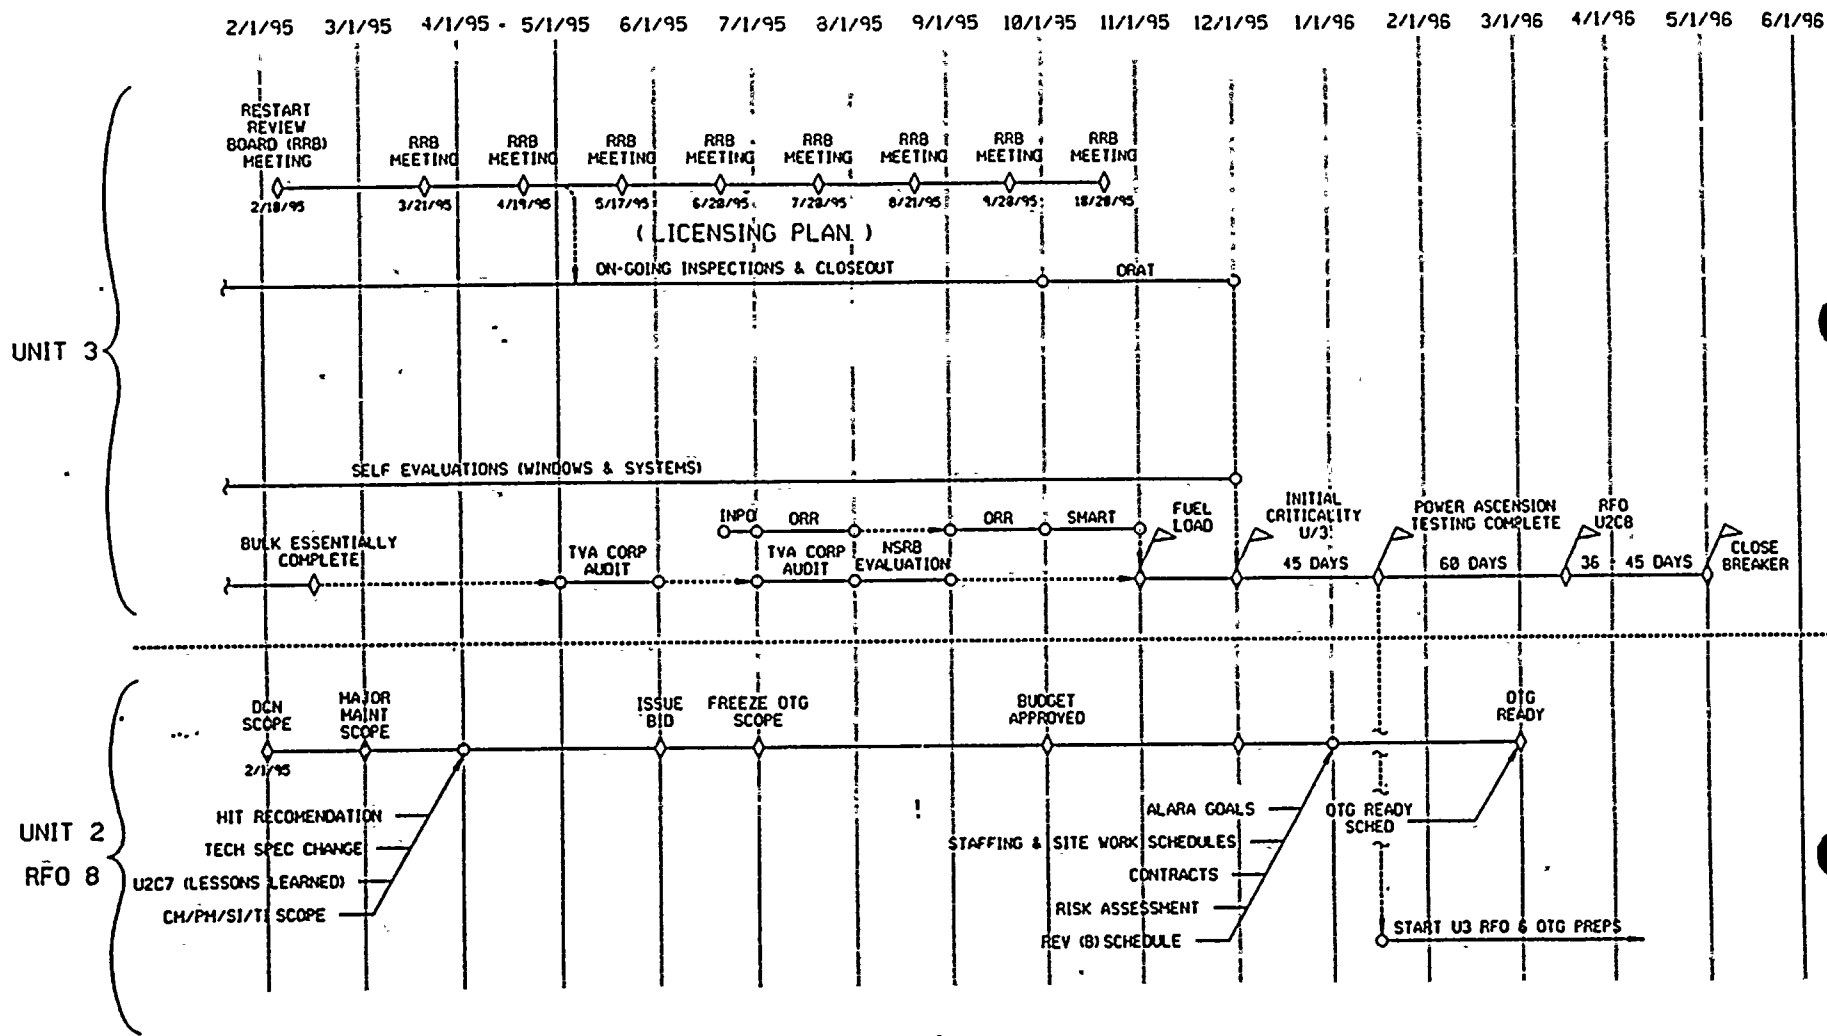 2/1/95 3/1/95 4/1/95 5/1/95 6/1/95 7/1/95 8/1/95 9/1/95 10/1/95 11/1/95 12/1/95 1/1/96 2/1/96 3/1/96 4/1/96 5/1/96 6/1/96
UNIT 3
RESTART
REVIEW
BOARD (RRB)
MEETING
2/10/95
RRB
MEETING
3/21/95
RRB
MEETING
4/19/95
RRB
MEETING
5/17/95
RRB
MEETING
6/20/95
RRB
MEETING
7/20/95
RRB
MEETING
8/21/95
RRB
MEETING
9/20/95
RRB
MEETING
10/20/95
(LICENSING PLAN)
ON-GOING INSPECTIONS & CLOSEOUT
ORAT
SELF EVALUATIONS (WINDOWS & SYSTEMS)
INPO
ORR
ORR
SMART
FUEL
LOAD
INITIAL
CRITICALITY
U/3
POWER ASCENSION
TESTING COMPLETE
RFO
U2C8
CLOSE
BREAKER
BULK ESSENTIALLY
COMPLETE
TVA CORP
AUDIT
TVA CORP
AUDIT
NSRB
EVALUATION
45 DAYS
60 DAYS
36 - 45 DAYS
UNIT 2
RFO 8
DCN
SCOPE
2/1/95
MAJOR
MAINT
SCOPE
ISSUE
BID
FREEZE OTG
SCOPE
BUDGET
APPROVED
OTG
READY
HIT RECOMENDATION
TECH SPEC CHANGE
U2C7 (LESSONS LEARNED)
CM/PM/SI/TI SCOPE
ALARA GOALS
STAFFING & SITE WORK SCHEDULES
CONTRACTS
RISK ASSESSMENT
REV (B) SCHEDULE
OTG READY
SCHED
START U3 RFO 6 OTG PREPS